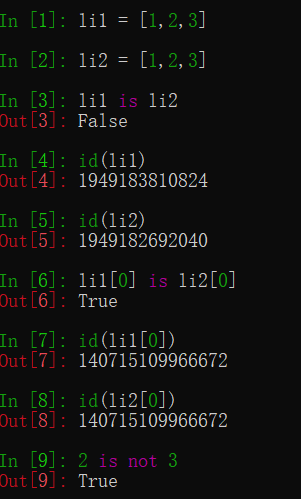 In [1]: li1 = [1,2,3]
In [2]: li2 = [1,2,3]
In [3]: li1 is li2
Out[3]: False
In [4]: id(li1)
Out[4]: 1949183810824
In [5]: id(li2)
Out[5]: 1949182692040
In [6]: li1[0] is li2[0]
Out[6]: True
In [7]: id(li1[0])
Out[7]: 140715109966672
In [8]: id(li2[0])
Out[8]: 140715109966672
In [9]: 2 is not 3
Out[9]: True